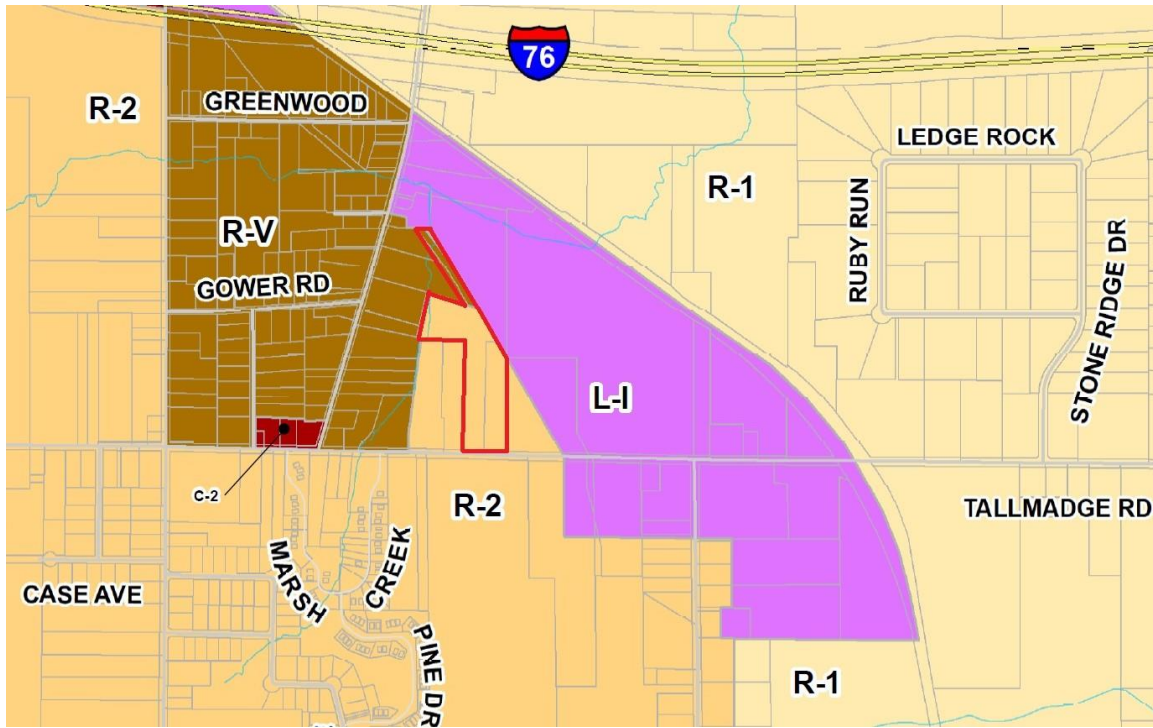 76
R-2
GREENWOOD
LEDGE ROCK
R-1
RUBY RUN
STONE RIDGE DR
R-V
GOWER RD
L-I
C-2
R-2
TALLMADGE RD
MARSH
CREEK
CASE AVE
PINE DR
R-1